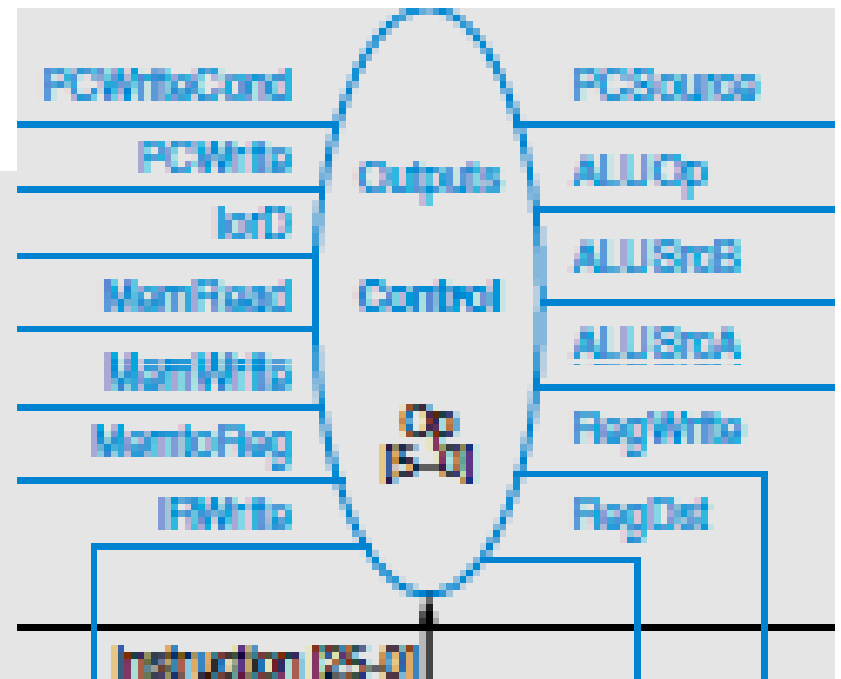 PCWriteCond
PCWrite
IorD
MemRead
MemWrite
MemtoReg
IRWrite
Outputs
Control
Op
[5–0]
PCSource
ALUOp
ALUSrcB
ALUSrcA
RegWrite
RegDst
Instruction [25–0]